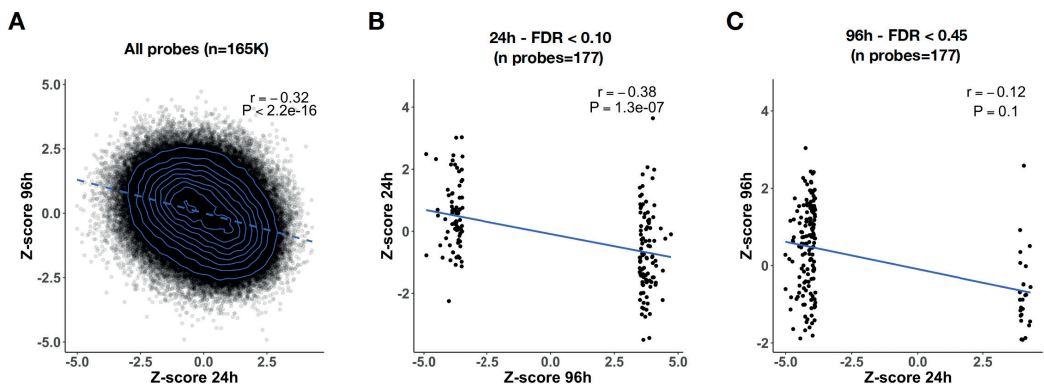 A
All probes (n=165K)
r = −0.32
P < 2.2e-16
Z-score 96h
5.0
2.5
0.0
-2.5
-5.0
-5.0
-2.5
0.0
2.5
Z-score 24h
B
24h - FDR < 0.10
(n probes=177)
r = −0.38
P = 1.3e-07
Z-score 24h
4
2
0
-2
-5.0
-2.5
0.0
2.5
5.0
Z-score 96h
C
96h - FDR < 0.45
(n probes=177)
r = −0.12
P = 0.1
Z-score 96h
4
2
0
-2
-5.0
-2.5
0.0
2.5
Z-score 24h